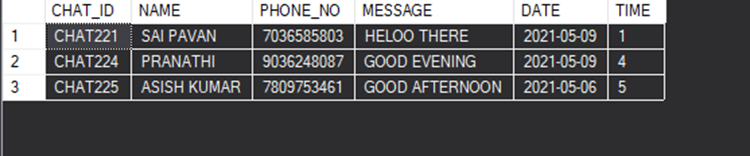 CHAT_ID NAME PHONE_NO MESSAGE DATE TIME
1 CHAT221 SAI PAVAN 7036585803 HELOO THERE 2021-05-09 1
2 CHAT224 PRANATHI 9036248087 GOOD EVENING 2021-05-09 4
3 CHAT225 ASISH KUMAR 7809753461 GOOD AFTERNOON 2021-05-06 5